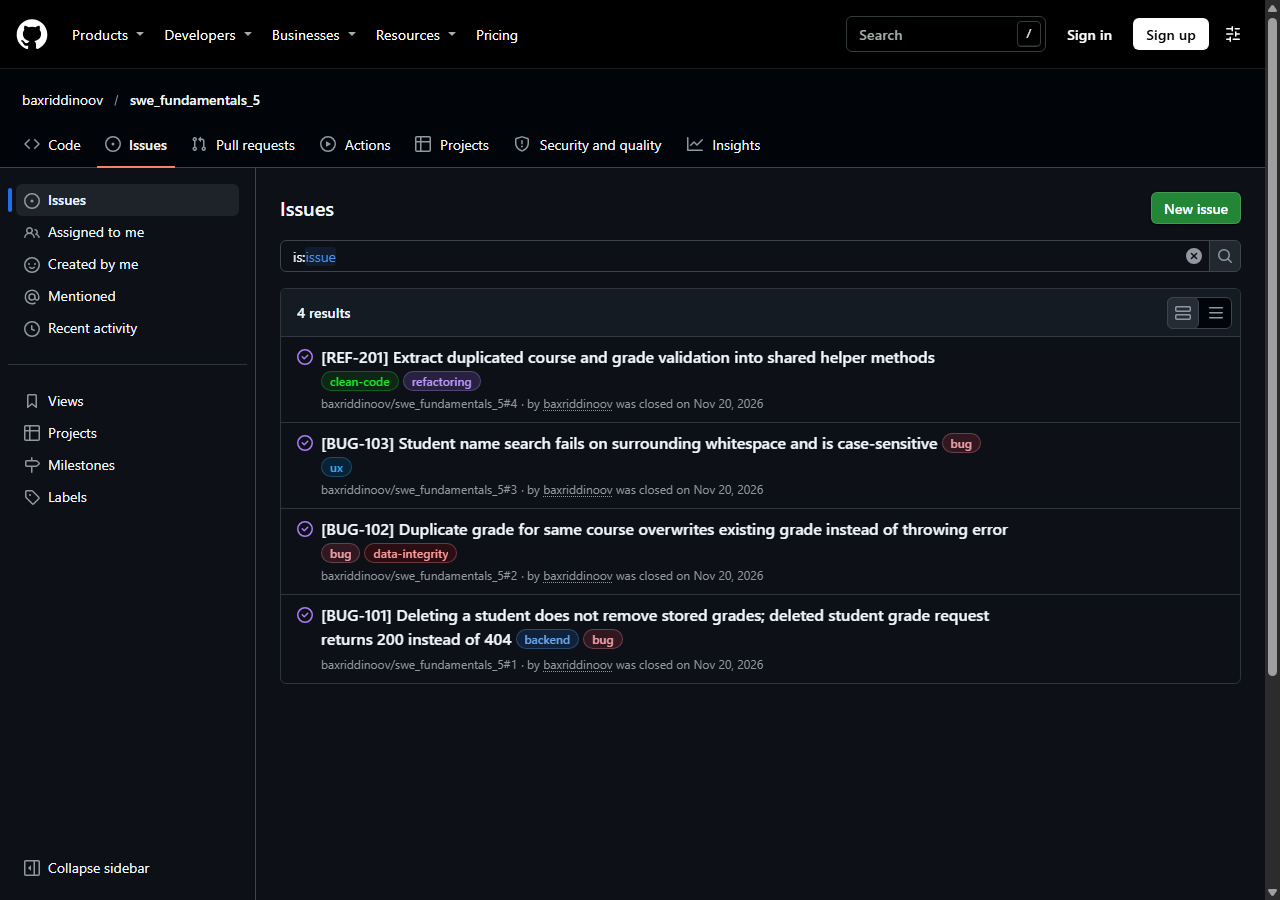 Products Developers Businesses Resources Pricing Search / Sign in Sign up
baxriddinoov / swe_fundamentals_5
Code Issues Pull requests Actions Projects Security and quality Insights
Issues
Assigned to me
Created by me
Mentioned
Recent activity
Views
Projects
Milestones
Labels
Collapse sidebar
Issues
New issue
is:issue
4 results
[REF-201] Extract duplicated course and grade validation into shared helper methods
clean-code refactoring
baxriddinoov/swe_fundamentals_5#4 · by baxriddinoov was closed on Nov 20, 2026
[BUG-103] Student name search fails on surrounding whitespace and is case-sensitive bug
ux
baxriddinoov/swe_fundamentals_5#3 · by baxriddinoov was closed on Nov 20, 2026
[BUG-102] Duplicate grade for same course overwrites existing grade instead of throwing error
bug data-integrity
baxriddinoov/swe_fundamentals_5#2 · by baxriddinoov was closed on Nov 20, 2026
[BUG-101] Deleting a student does not remove stored grades; deleted student grade request
returns 200 instead of 404 backend bug
baxriddinoov/swe_fundamentals_5#1 · by baxriddinoov was closed on Nov 20, 2026